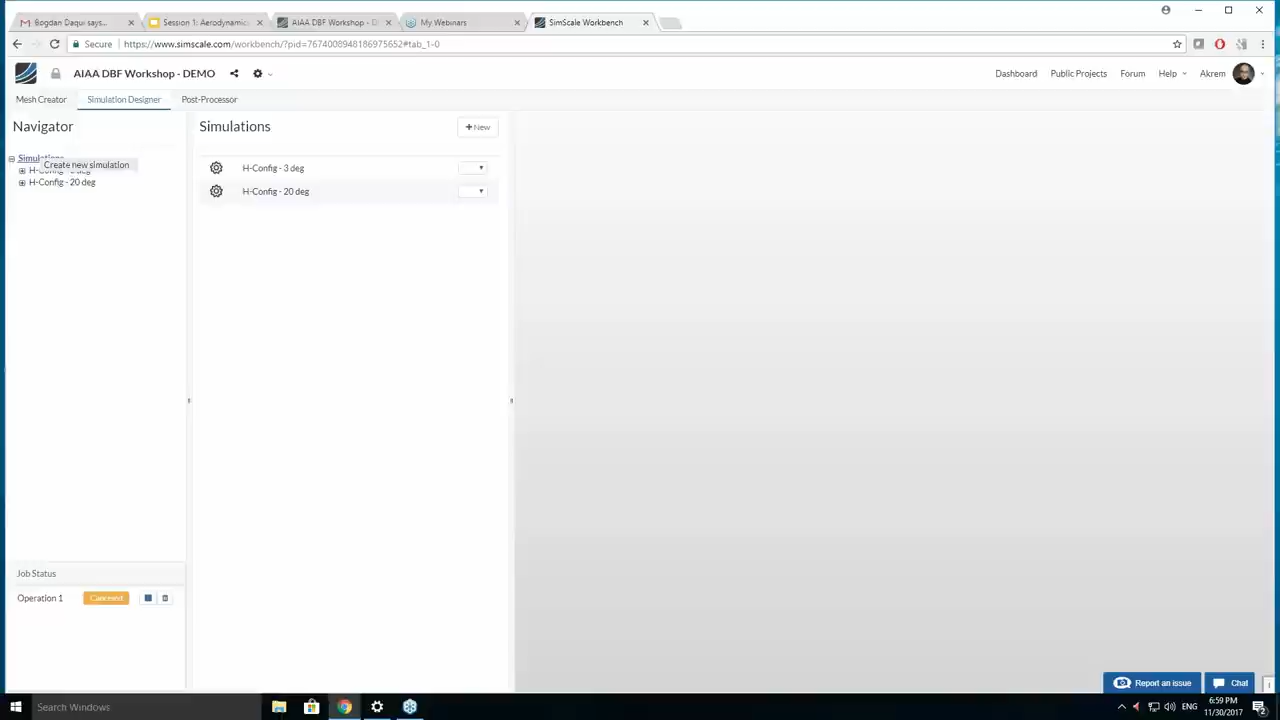 Bogdan Daqui says...
Session 1: Aerodynamics
AIAA DBF Workshop - D
My Webinars
SimScale Workbench
Secure
https://www.simscale.com/workbench/?pid=7674008948186975652#tab_1-0
AIAA DBF Workshop - DEMO
Dashboard
Public Projects
Forum
Help
Akrem
Mesh Creator
Simulation Designer
Post-Processor
Navigator
Simulations
+ New
Simulations
Create new simulation
H-Config - 20 deg
H-Config - 3 deg
H-Config - 20 deg
Job Status
Operation 1
Canceled
Report an issue
Chat
Search Windows
ENG
6:59 PM
11/30/2017
2